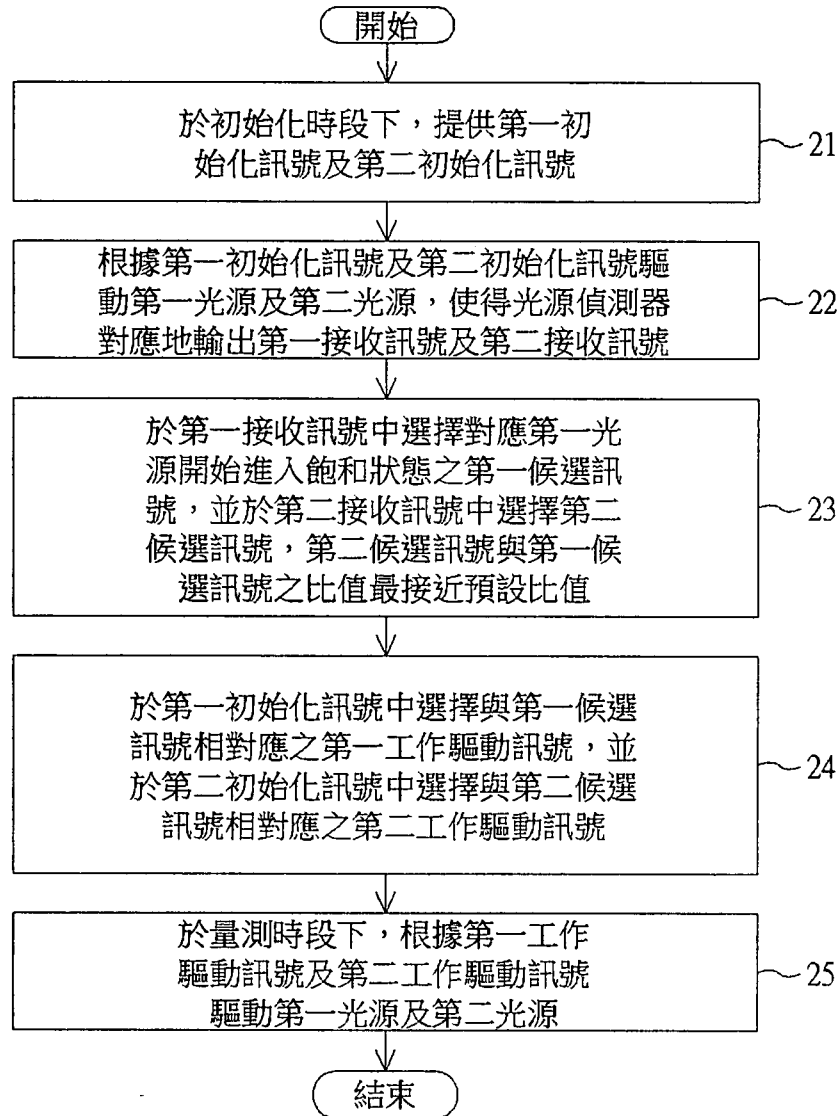 開始
於初始化時段下，提供第一初
始化訊號及第二初始化訊號
21
根據第一初始化訊號及第二初始化訊號驅
動第一光源及第二光源，使得光源偵測器
對應地輸出第一接收訊號及第二接收訊號
22
於第一接收訊號中選擇對應第一光
源開始進入飽和狀態之第一候選訊
號，並於第二接收訊號中選擇第二
候選訊號，第二候選訊號與第一候
選訊號之比值最接近預設比值
23
於第一初始化訊號中選擇與第一候選
訊號相對應之第一工作驅動訊號，並
於第二初始化訊號中選擇與第二候選
訊號相對應之第二工作驅動訊號
24
於量測時段下，根據第一工作
驅動訊號及第二工作驅動訊號
驅動第一光源及第二光源
25
結束